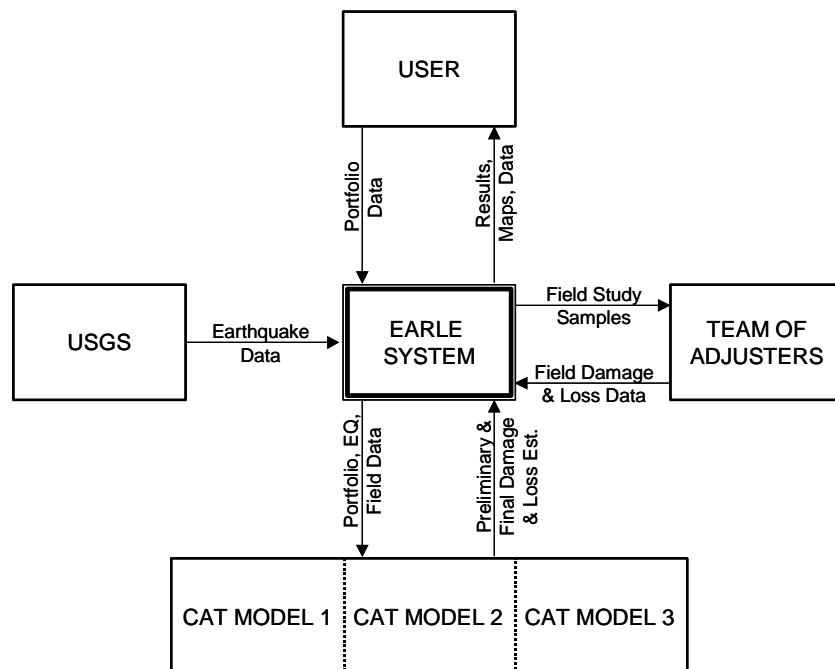 USER
Portfolio
Data
Results,
Maps, Data
USGS
Earthquake
Data
EARLE
SYSTEM
Field Study
Samples
Field Damage
& Loss Data
TEAM OF
ADJUSTERS
Portfolio, EQ,
Field Data
Preliminary &
Final Damage
& Loss Est.
CAT MODEL 1
CAT MODEL 2
CAT MODEL 3